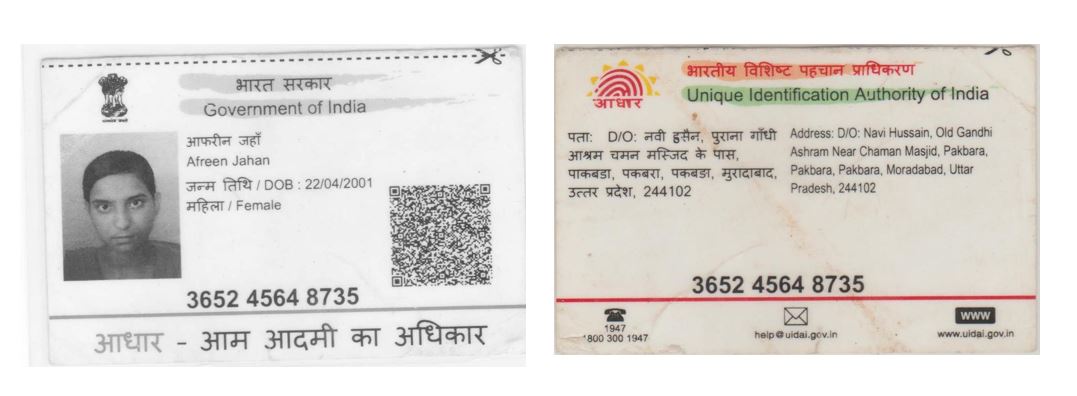 भारत सरकार
Government of India
आफरीन जहाँ
Afreen Jahan
जन्म तिथि / DOB : 22/04/2001
महिला / Female
3652 4564 8735
आधार - आम आदमी का अधिकार
भारतीय विशिष्ट पहचान प्राधिकरण
Unique Identification Authority of India
आधार
पता: D/O: नवी हुसैन, पुराना गाँधी
आश्रम चमन मस्जिद के पास,
पाकबडा, पकबरा, पकबडा, मुरादाबाद,
उत्तर प्रदेश, 244102
Address: D/O: Navi Hussain, Old Gandhi
Ashram Near Chaman Masjid, Pakbara,
Pakbara, Pakbara, Moradabad, Uttar
Pradesh, 244102
3652 4564 8735
1947
1800 300 1947
help@uidai.gov.in
WWW
www.uidai.gov.in